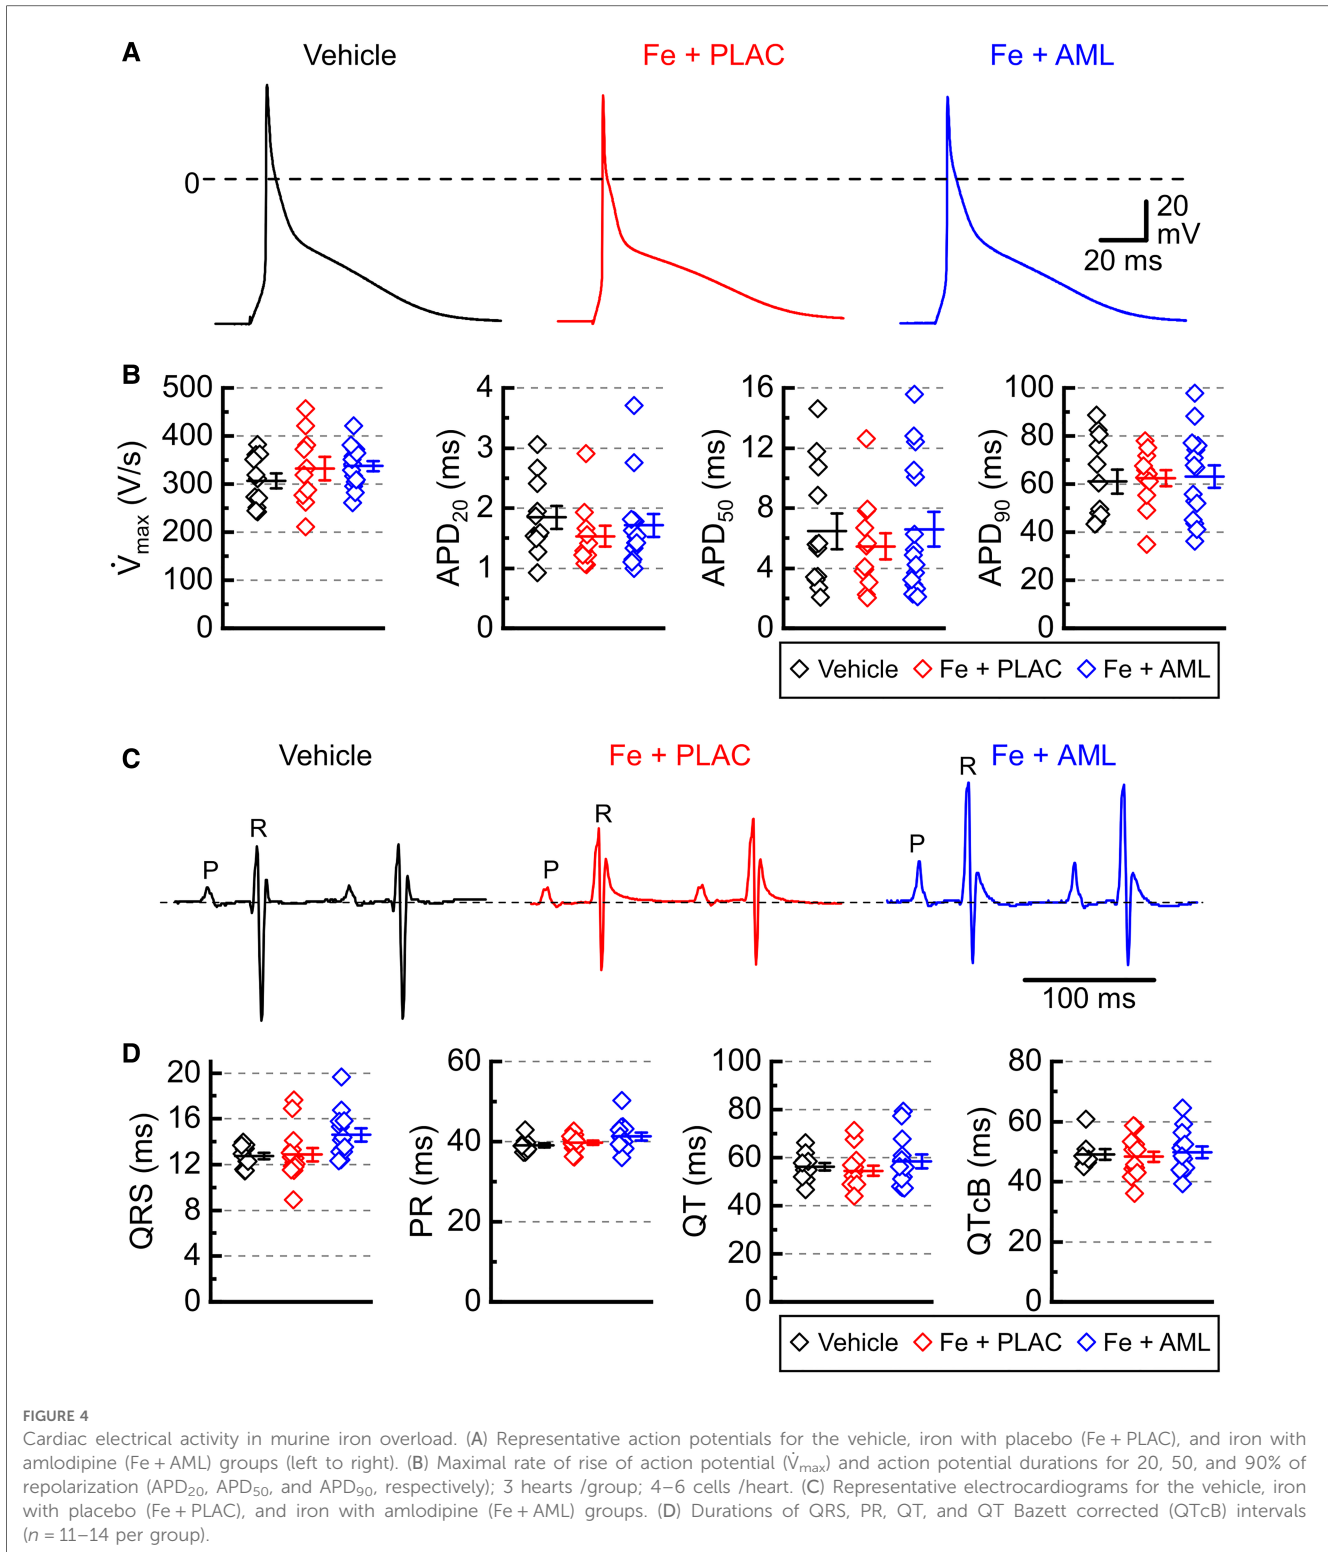 A
Vehicle
Fe + PLAC
Fe + AML
0
20
mV
20 ms
B
500
400
300
200
100
0
V̇max (V/s)
4
3
2
1
0
APD20 (ms)
16
12
8
4
0
APD50 (ms)
100
80
60
40
20
0
APD90 (ms)
Vehicle Fe + PLAC Fe + AML
C
Vehicle
Fe + PLAC
Fe + AML
P
R
P
R
P
R
100 ms
D
20
16
12
8
4
0
QRS (ms)
60
40
20
0
PR (ms)
100
80
60
40
20
0
QT (ms)
80
60
40
20
0
QTcB (ms)
Vehicle Fe + PLAC Fe + AML
FIGURE 4
Cardiac electrical activity in murine iron overload. (A) Representative action potentials for the vehicle, iron with placebo (Fe + PLAC), and iron with
amlodipine (Fe + AML) groups (left to right). (B) Maximal rate of rise of action potential (V̇max) and action potential durations for 20, 50, and 90% of
repolarization (APD20, APD50, and APD90, respectively); 3 hearts /group; 4–6 cells /heart. (C) Representative electrocardiograms for the vehicle, iron
with placebo (Fe + PLAC), and iron with amlodipine (Fe + AML) groups. (D) Durations of QRS, PR, QT, and QT Bazett corrected (QTcB) intervals
(n = 11–14 per group).